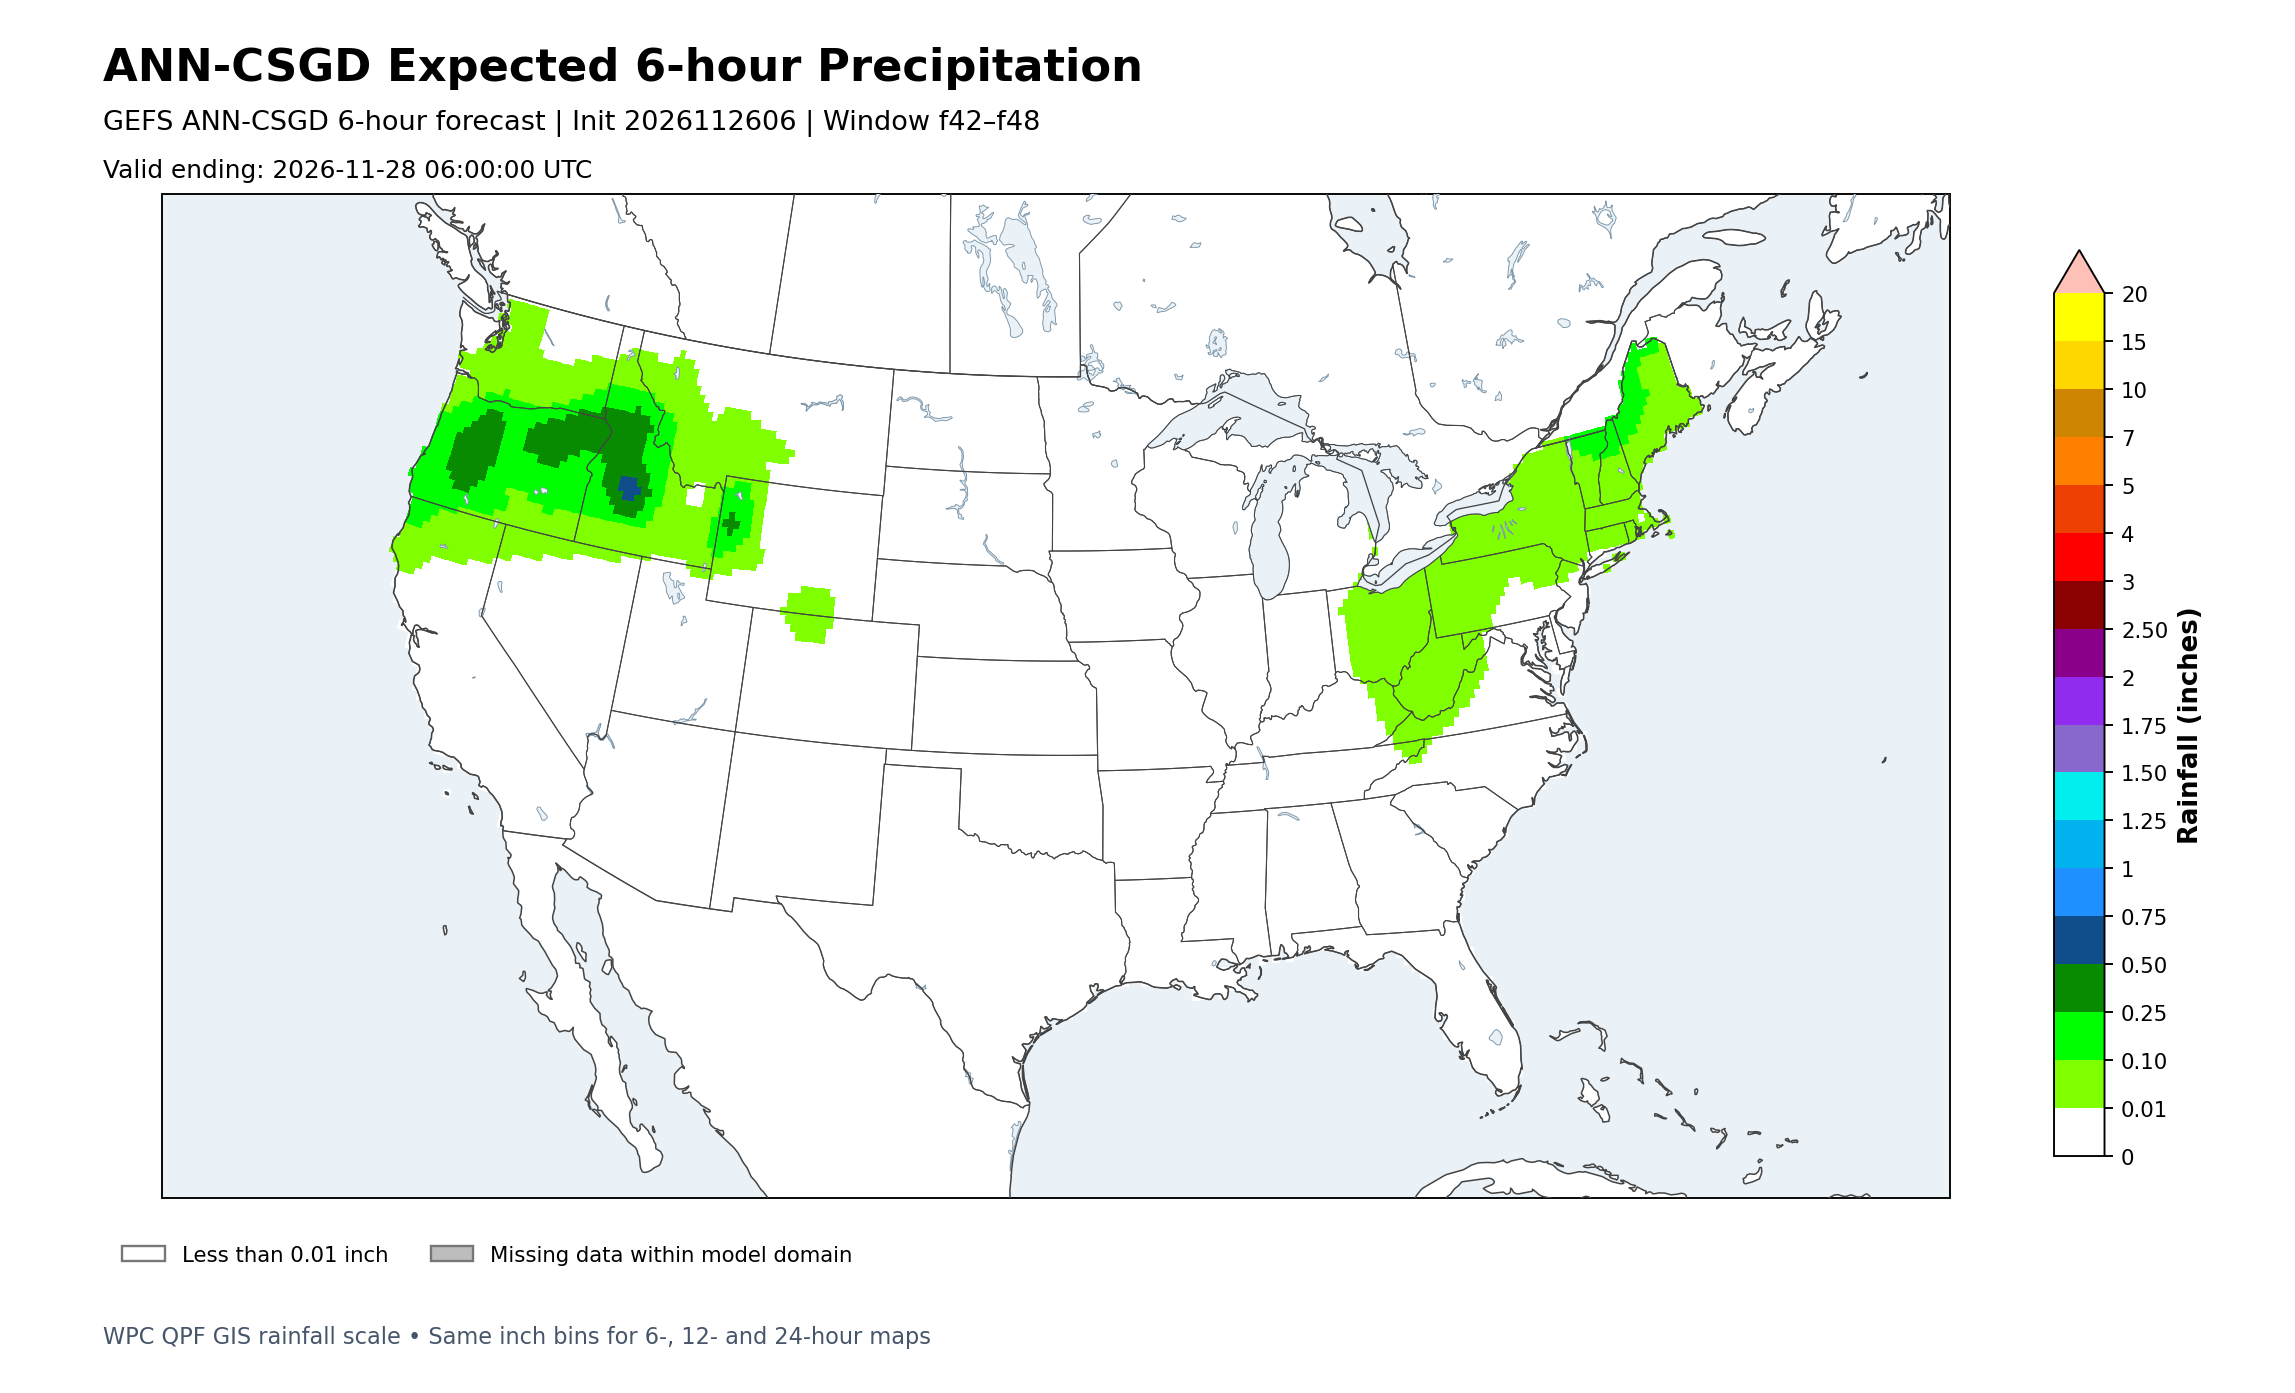 ANN-CSGD Expected 6-hour Precipitation
GEFS ANN-CSGD 6-hour forecast | Init 2026112606 | Window f42–f48
Valid ending: 2026-11-28 06:00:00 UTC
20
15
10
7
5
4
3
2.50
2
1.75
1.50
1.25
1
0.75
0.50
0.25
0.10
0.01
0
Rainfall (inches)
Less than 0.01 inch
Missing data within model domain
WPC QPF GIS rainfall scale • Same inch bins for 6-, 12- and 24-hour maps